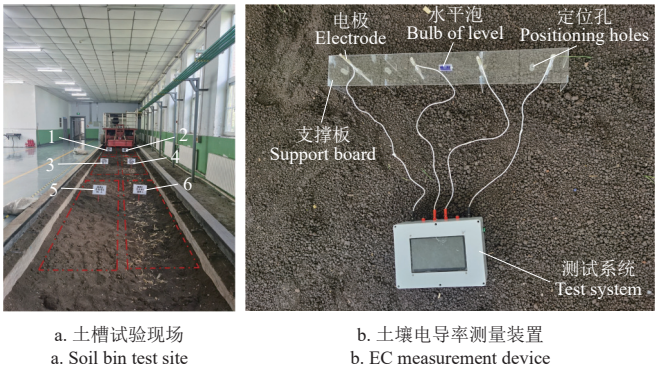 1
2
3
4
5
6
电极
Electrode
水平泡
Bulb of level
定位孔
Positioning holes
支撑板
Support board
测试系统
Test system
a. 土槽试验现场
a. Soil bin test site
b. 土壤电导率测量装置
b. EC measurement device